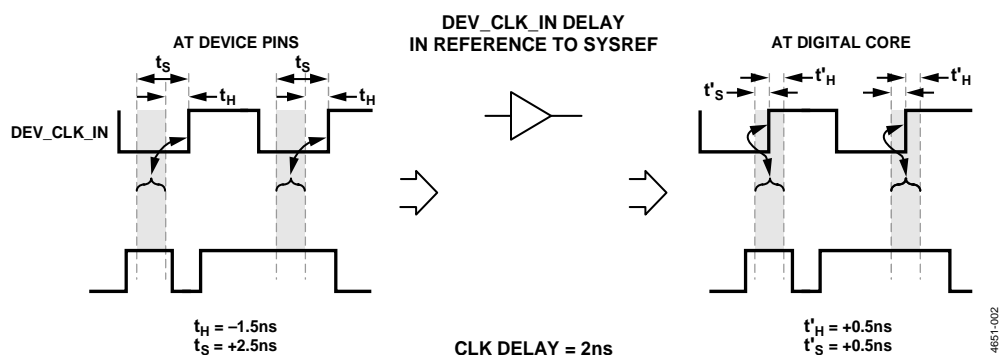 DEV_CLK_IN DELAY
IN REFERENCE TO SYSREF
AT DEVICE PINS
AT DIGITAL CORE
tS
tS
tH
tH
t'H
t'H
t'S
DEV_CLK_IN
tH = –1.5ns
tS = +2.5ns
CLK DELAY = 2ns
t'H = +0.5ns
t'S = +0.5ns
4651-002